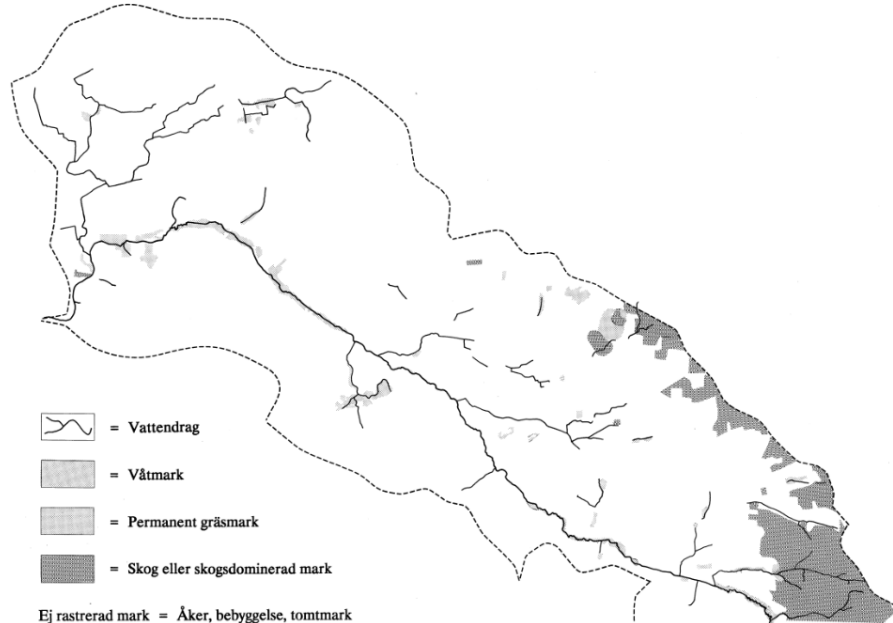 = Vattendrag
= Våtmark
= Permanent gräsmark
= Skog eller skogsdominerad mark
Ej rastrerad mark = Åker, bebyggelse, tomtmark